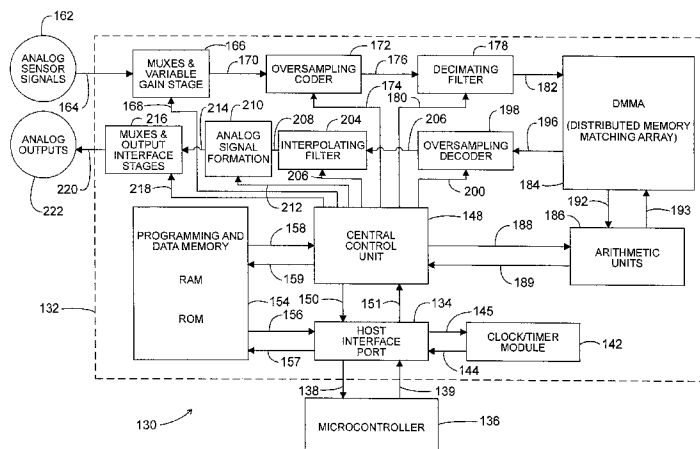 162
166
172
178
ANALOG
SENSOR
SIGNALS
164
MUXES &
VARIABLE
GAIN STAGE
170
OVERSAMPLING
CODER
176
DECIMATING
FILTER
182
DMMA
(DISTRIBUTED MEMORY
MATCHING ARRAY)
184
168
174
180
216
214
210
208
204
206
198
196
ANALOG
OUTPUTS
220
222
MUXES &
OUTPUT
INTERFACE
STAGES
218
ANALOG
SIGNAL
FORMATION
212
INTERPOLATING
FILTER
206
OVERSAMPLING
DECODER
200
192
193
186
PROGRAMMING AND
DATA MEMORY
RAM
ROM
158
159
CENTRAL
CONTROL
UNIT
148
188
189
ARITHMETIC
UNITS
132
154
156
157
150
151
134
HOST
INTERFACE
PORT
145
144
CLOCK/TIMER
MODULE
142
138
139
130
MICROCONTROLLER
136